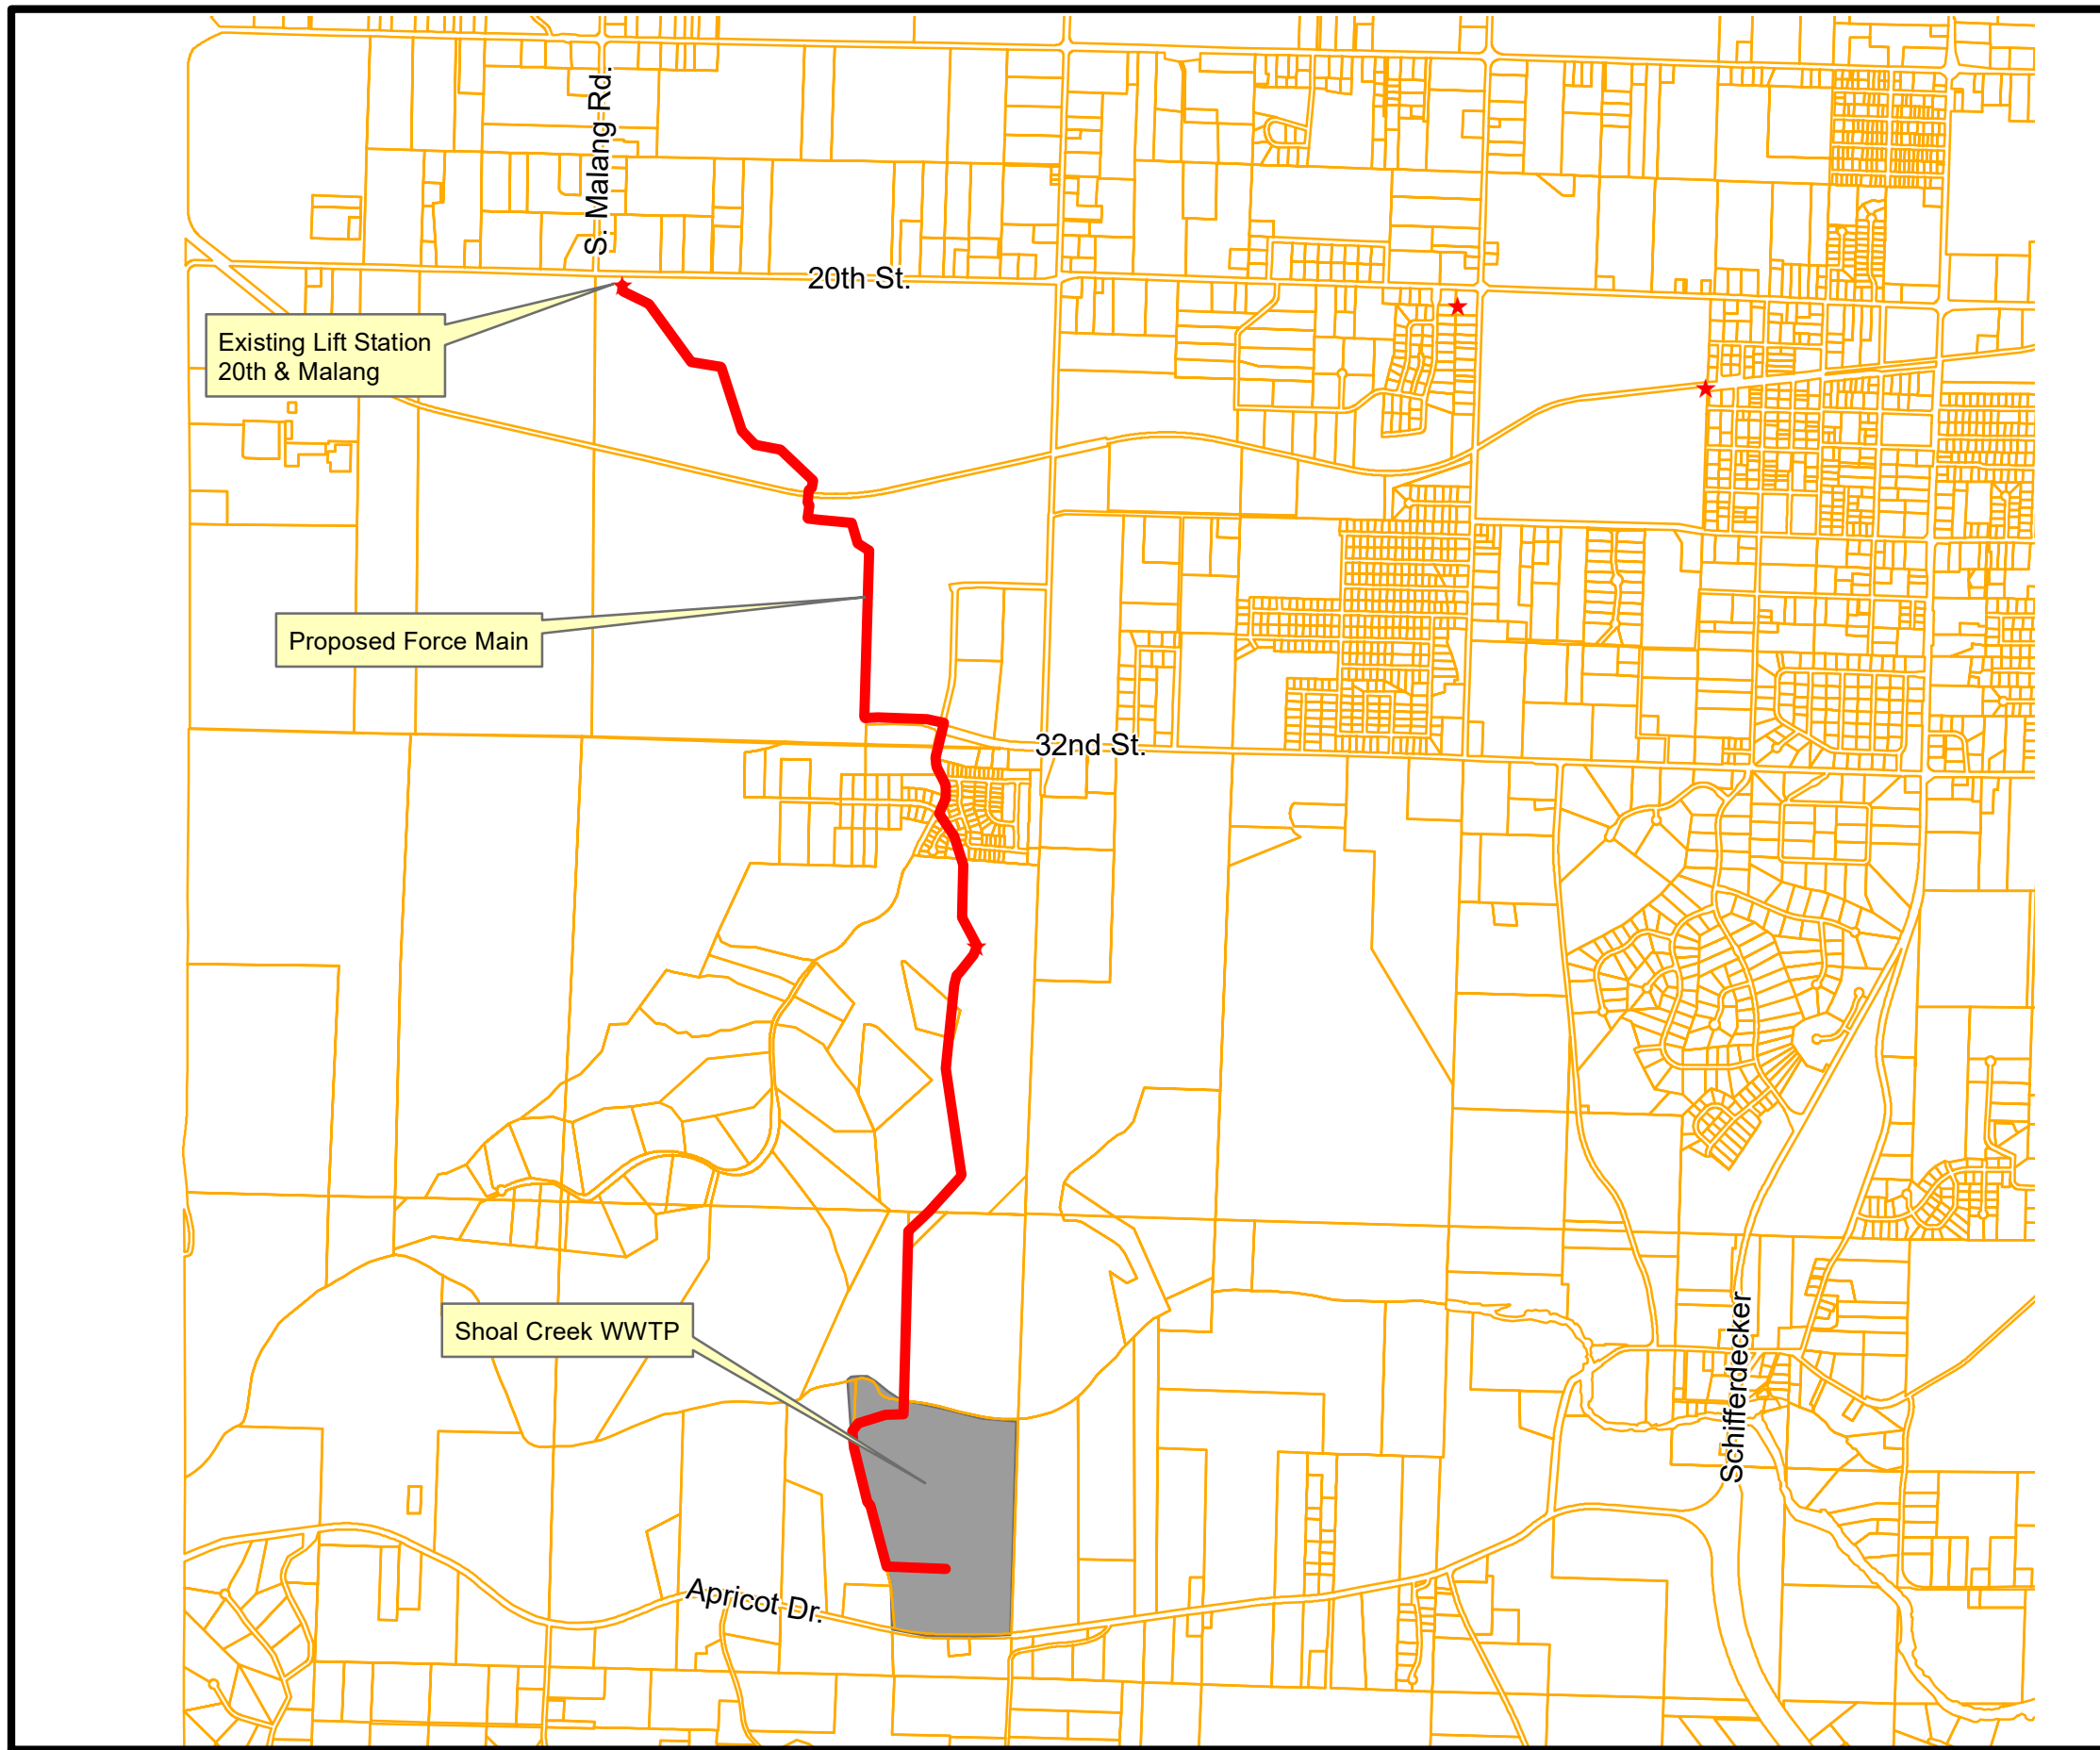 S. Malang Rd.
20th St.
Existing Lift Station
20th & Malang
Proposed Force Main
32nd St.
Shoal Creek WWTP
Schifferdecker
Apricot Dr.